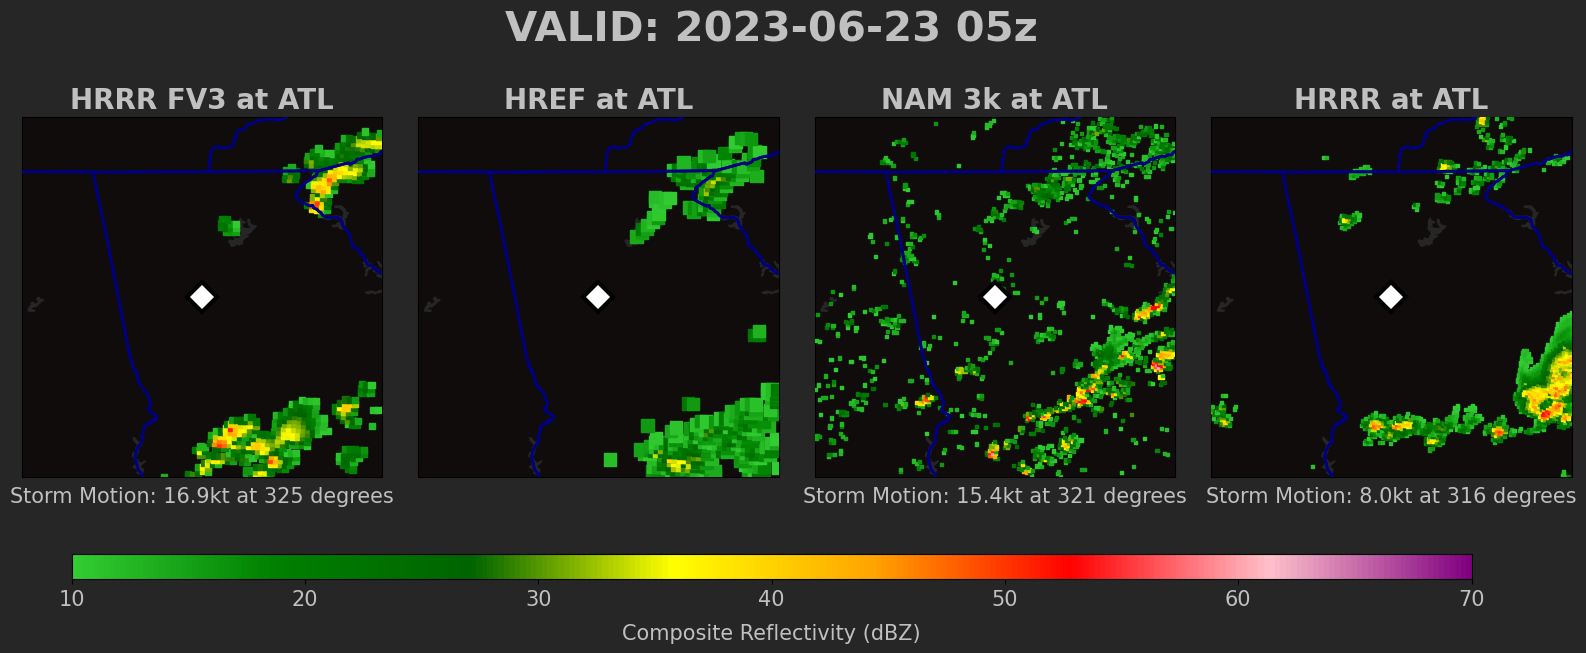 VALID: 2023-06-23 05z
HRRR FV3 at ATL
HREF at ATL
NAM 3k at ATL
HRRR at ATL
Storm Motion: 16.9kt at 325 degrees
Storm Motion: 15.4kt at 321 degrees
Storm Motion: 8.0kt at 316 degrees
10 20 30 40 50 60 70
Composite Reflectivity (dBZ)